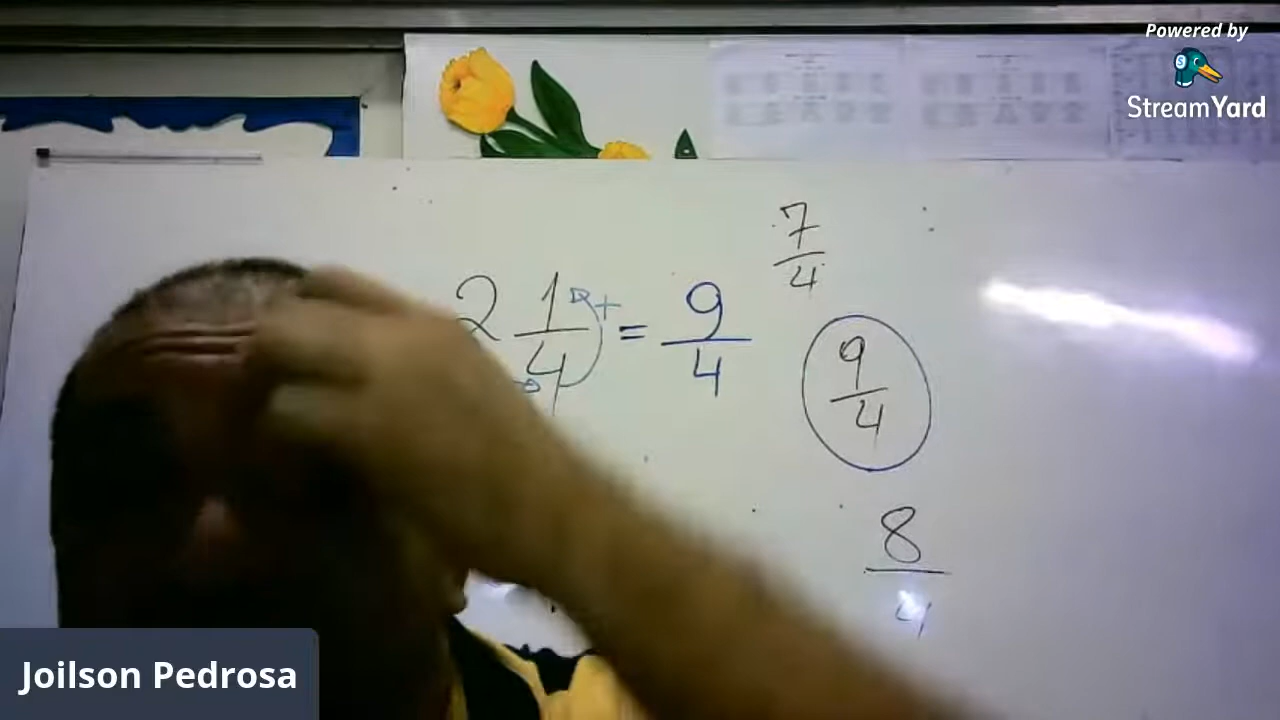 Powered by
StreamYard
7/4
2 1/4 + = 9/4
9/4
8/4
Joilson Pedrosa